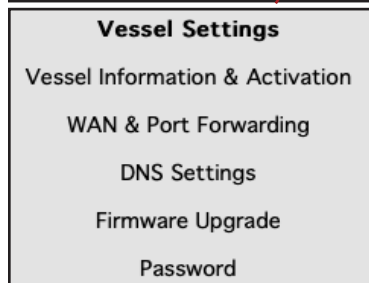 Vessel Settings
Vessel Information & Activation
WAN & Port Forwarding
DNS Settings
Firmware Upgrade
Password